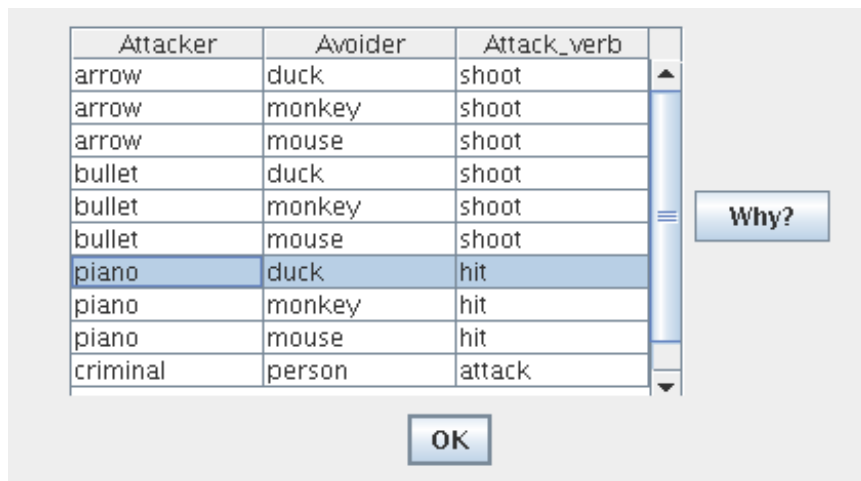 Attacker Avoider Attack_verb
arrow duck shoot
arrow monkey shoot
arrow mouse shoot
bullet duck shoot
bullet monkey shoot
bullet mouse shoot
Why?
piano duck hit
piano monkey hit
piano mouse hit
criminal person attack
OK